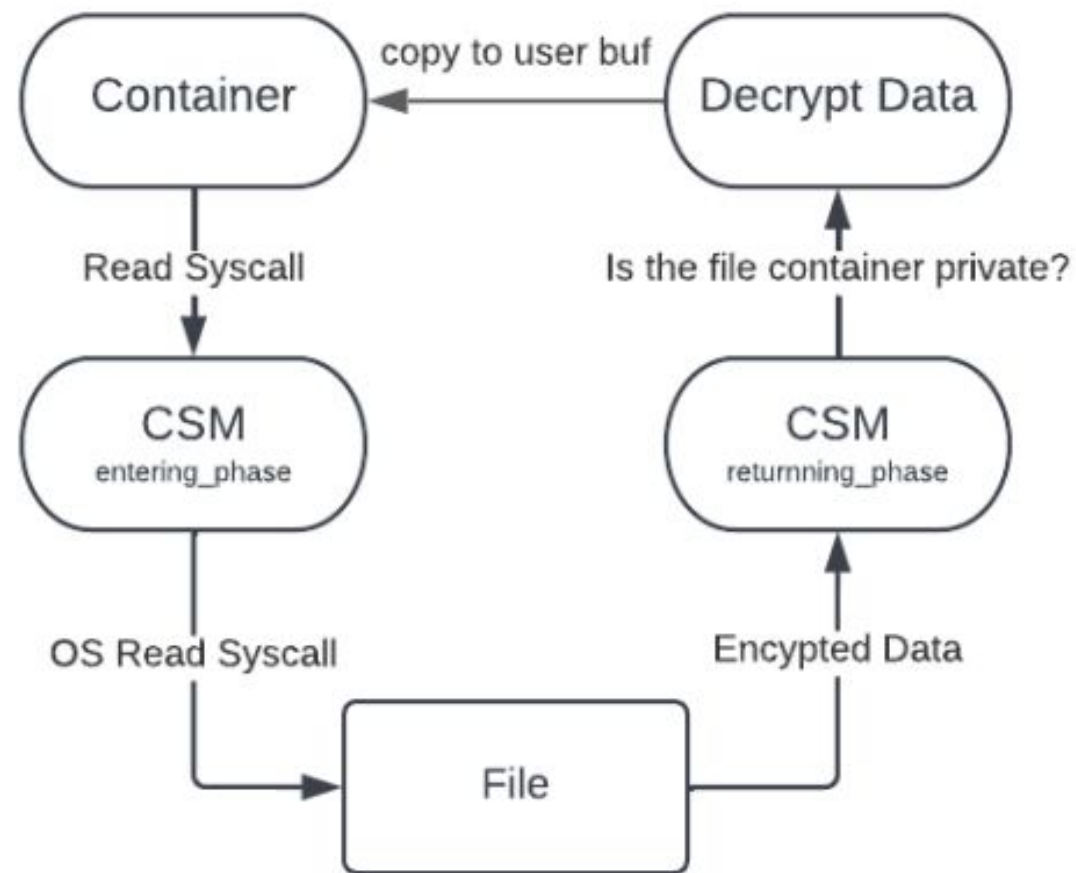 copy to user buf
Container
Decrypt Data
Read Syscall
Is the file container private?
CSM
entering_phase
CSM
returnning_phase
OS Read Syscall
Encypted Data
File